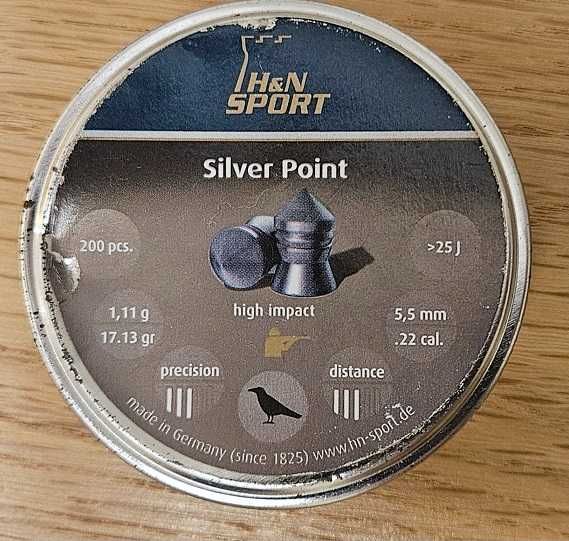 H&N
SPORT
Silver Point
200 pcs.
>25 J
1,11 g
17.13 gr
high impact
5,5 mm
.22 cal.
precision
distance
made in Germany (since 1825) www.hn-sport.de